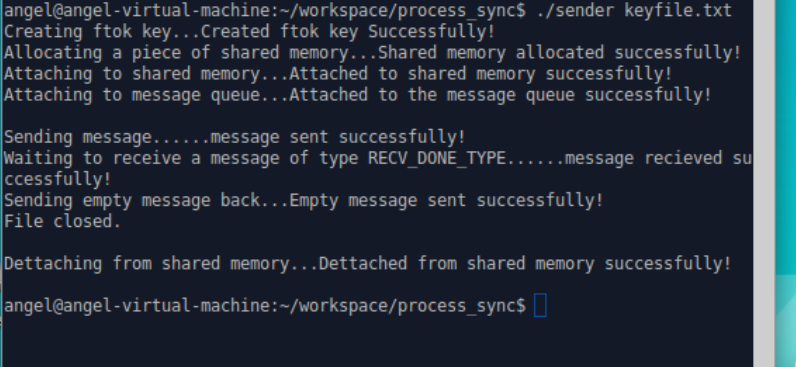 angel@angel-virtual-machine:~/workspace/process_sync$ ./sender keyfile.txt
Creating ftok key...Created ftok key Successfully!
Allocating a piece of shared memory...Shared memory allocated successfully!
Attaching to shared memory...Attached to shared memory successfully!
Attaching to message queue...Attached to the message queue successfully!
Sending message......message sent successfully!
Waiting to receive a message of type RECV_DONE_TYPE......message recieved su
ccessfully!
Sending empty message back...Empty message sent successfully!
File closed.
Dettaching from shared memory...Dettached from shared memory successfully!
angel@angel-virtual-machine:~/workspace/process_sync$